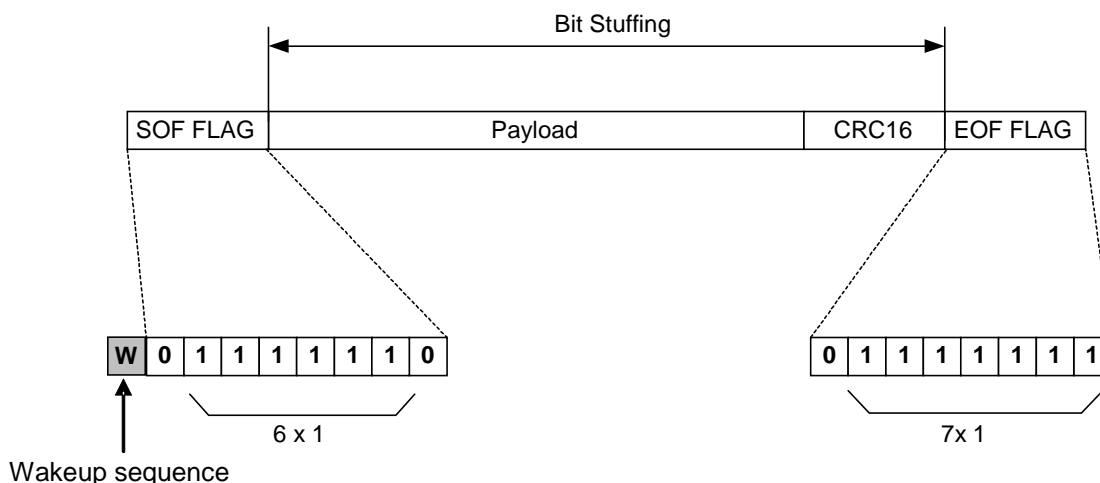 Bit Stuffing
SOF FLAG Payload CRC16 EOF FLAG
W 0 1 1 1 1 1 1 0 0 1 1 1 1 1 1 1
6 x 1 7x 1
Wakeup sequence